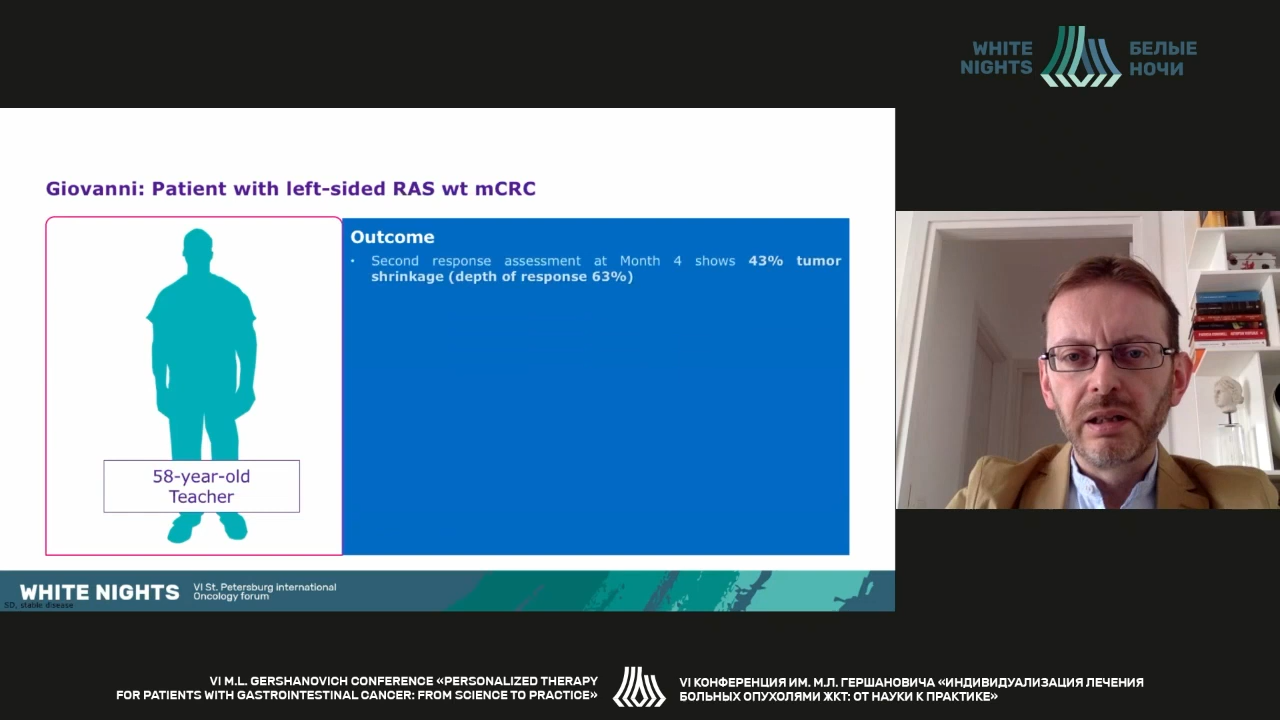 WHITE
NIGHTS
БЕЛЫЕ
НОЧИ
Giovanni: Patient with left-sided RAS wt mCRC
58-year-old
Teacher
Outcome
• Second response assessment at Month 4 shows 43% tumor
shrinkage (depth of response 63%)
WHITE NIGHTS
VI St. Petersburg international
Oncology forum
SD, stable disease
VI M.L. GERSHANOVICH CONFERENCE «PERSONALIZED THERAPY
FOR PATIENTS WITH GASTROINTESTINAL CANCER: FROM SCIENCE TO PRACTICE»
VI КОНФЕРЕНЦИЯ ИМ. М.Л. ГЕРШАНОВИЧА «ИНДИВИДУАЛИЗАЦИЯ ЛЕЧЕНИЯ
БОЛЬНЫХ ОПУХОЛЯМИ ЖКТ: ОТ НАУКИ К ПРАКТИКЕ»